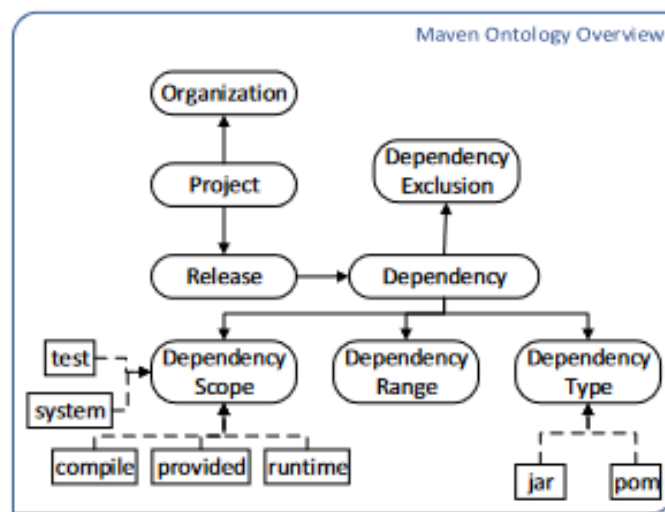 Maven Ontology Overview
Organization
Dependency
Exclusion
Project
Release
Dependency
test
Dependency
Scope
Dependency
Range
Dependency
Type
system
compile
provided
runtime
jar
pom